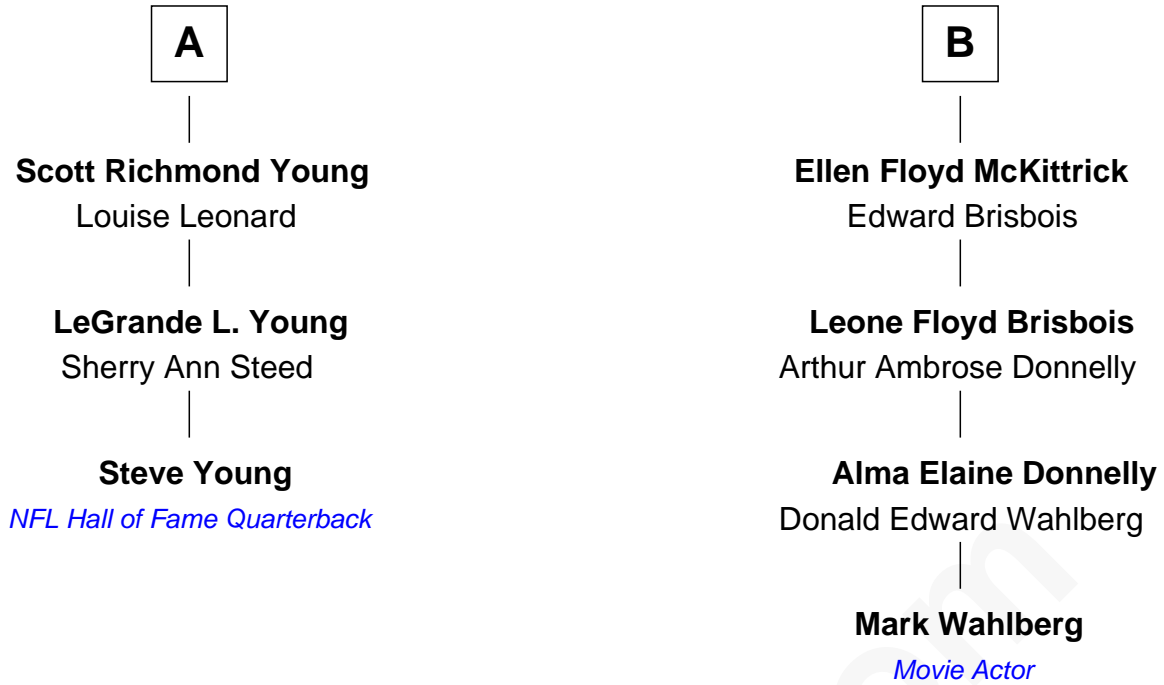 A
Scott Richmond Young
Louise Leonard
LeGrande L. Young
Sherry Ann Steed
Steve Young
NFL Hall of Fame Quarterback
B
Ellen Floyd McKittrick
Edward Brisbois
Leone Floyd Brisbois
Arthur Ambrose Donnelly
Alma Elaine Donnelly
Donald Edward Wahlberg
Mark Wahlberg
Movie Actor